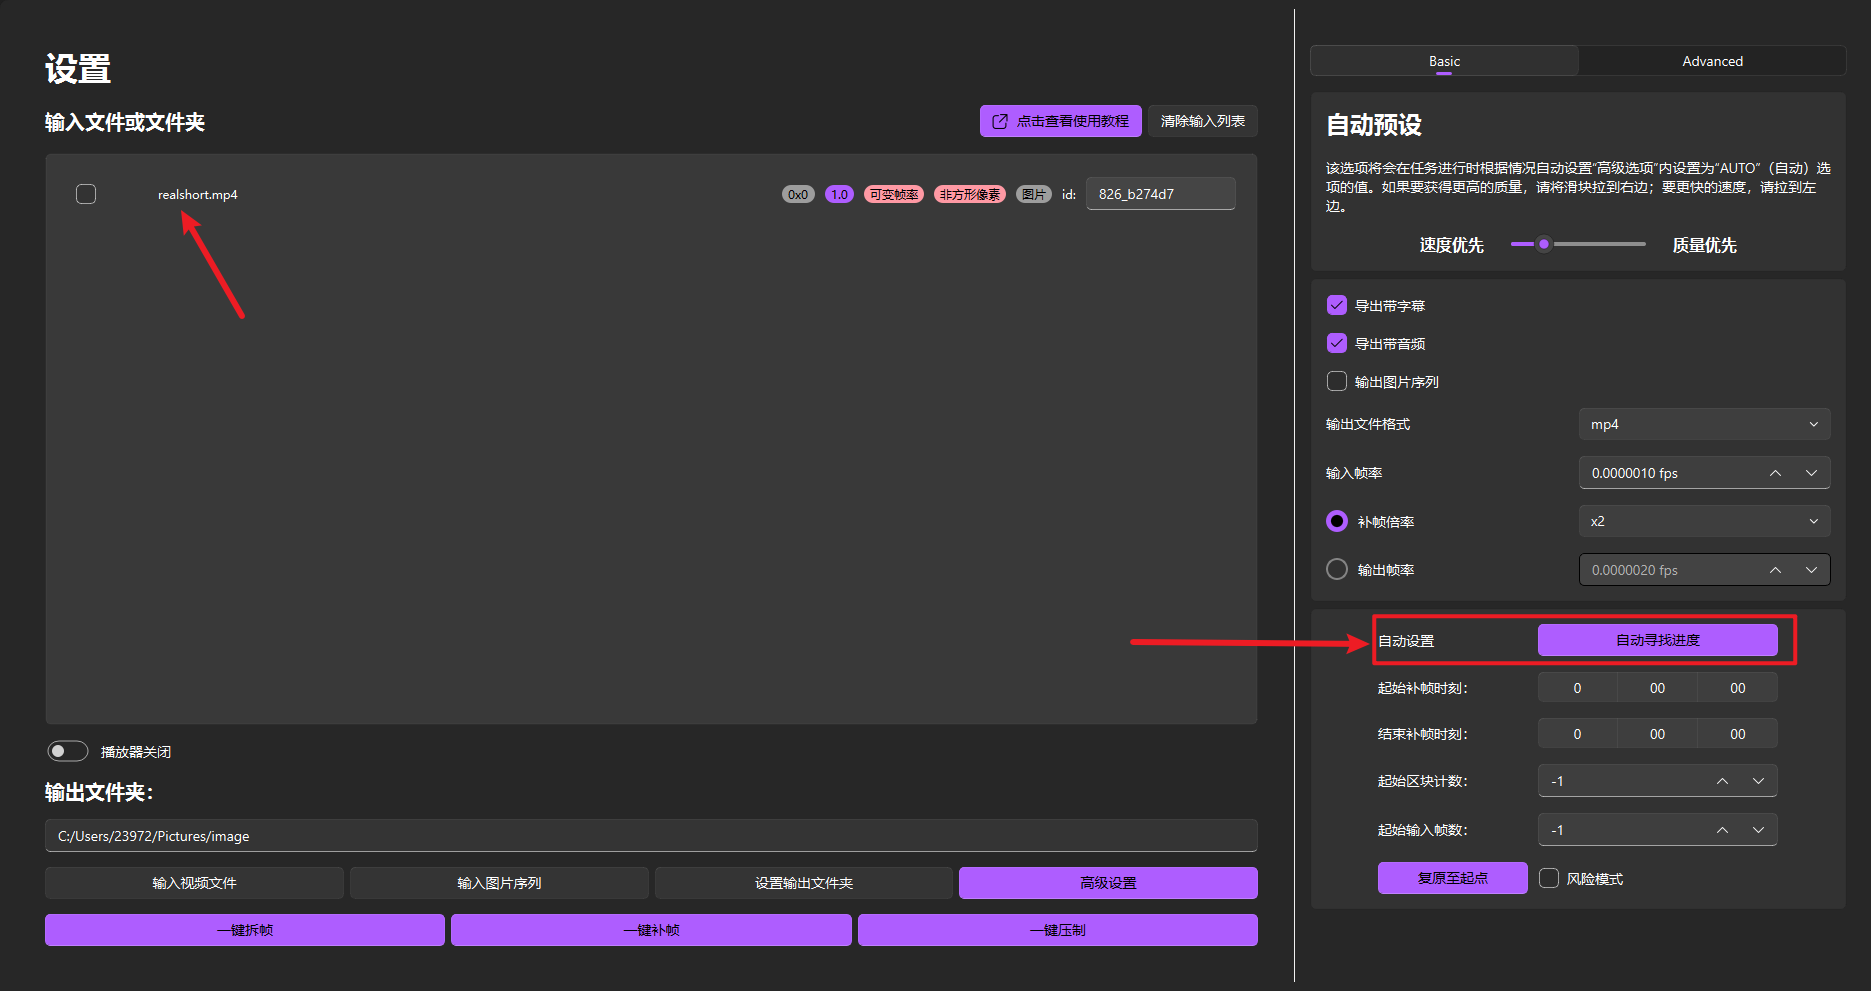 设置
输入文件或文件夹
点击查看使用教程
清除输入列表
realshort.mp4
0x0
1.0
可变帧率
非方形像素
图片
id:
826_b274d7
播放器关闭
输出文件夹：
C:/Users/23972/Pictures/image
输入视频文件
输入图片序列
设置输出文件夹
高级设置
一键拆帧
一键补帧
一键压制
Basic
Advanced
自动预设
该选项将会在任务进行时根据情况自动设置“高级选项”内设置为“AUTO”（自动）选
项的值。如果要获得更高的质量，请将滑块拉到右边；要更快的速度，请拉到左
边。
速度优先
质量优先
导出带字幕
导出带音频
输出图片序列
输出文件格式
mp4
输入帧率
0.0000010 fps
补帧倍率
x2
输出帧率
0.0000020 fps
自动设置
自动寻找进度
起始补帧时刻：
0 00 00
结束补帧时刻：
0 00 00
起始区块计数：
-1
起始输入帧数：
-1
复原至起点
风险模式